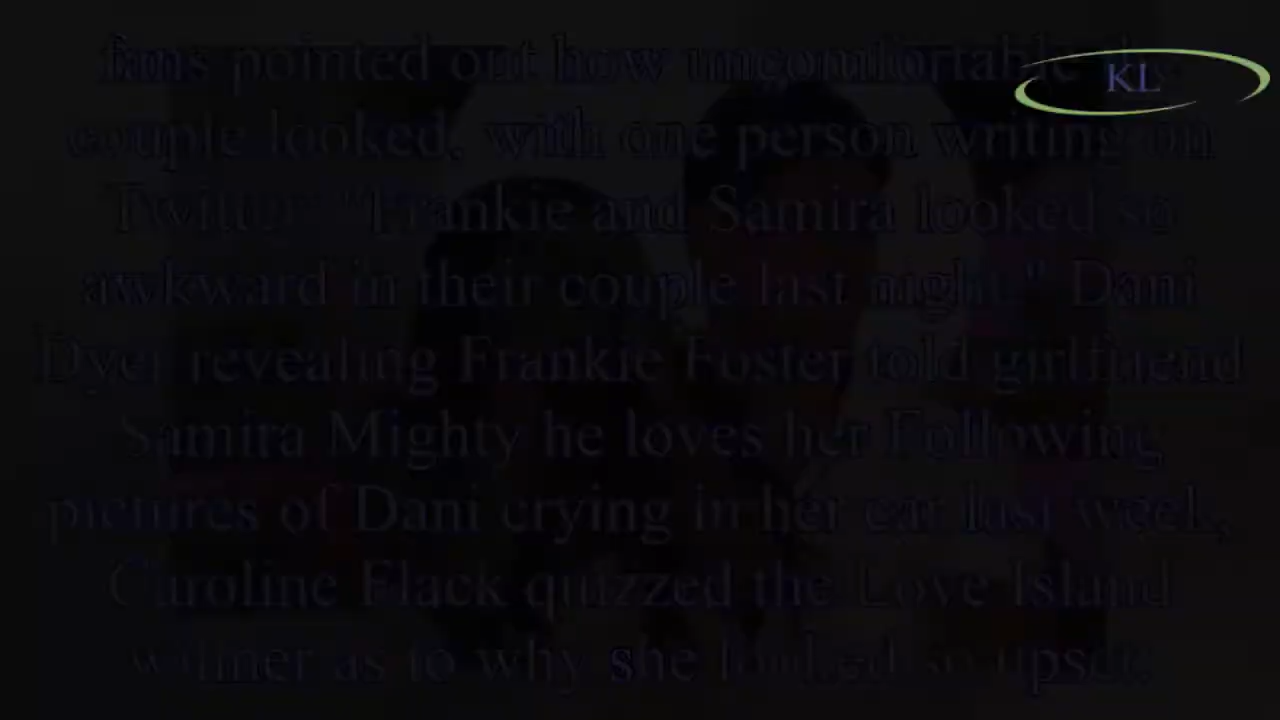 fans pointed out how uncomfortable the
KL
couple looked, with one person writing on
Twitter "Frankie and Samira looked so
awkward in their couple last night." Dani
Dyer revealing Frankie Foster told girlfriend
Samira Mighty he loves her Following
pictures of Dani crying in her car last week,
Caroline Flack quizzed the Love Island
winner as to why she looked so upset.